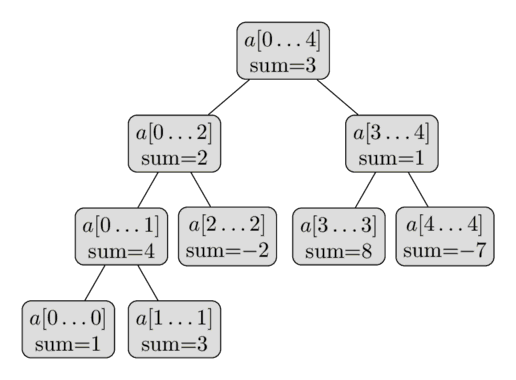 a[0...4]
sum=3
a[0...2]
sum=2
a[3...4]
sum=1
a[0...1]
sum=4
a[2...2]
sum=−2
a[3...3]
sum=8
a[4...4]
sum=−7
a[0...0]
sum=1
a[1...1]
sum=3